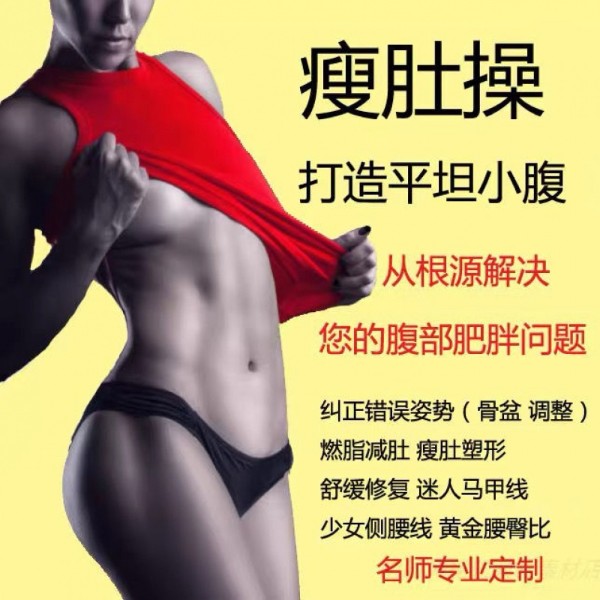 瘦肚操
打造平坦小腹
从根源解决
您的腹部肥胖问题
纠正错误姿势（骨盆 调整）
燃脂减肚 瘦肚塑形
舒缓修复 迷人马甲线
少女侧腰线 黄金腰臀比
名师专业定制